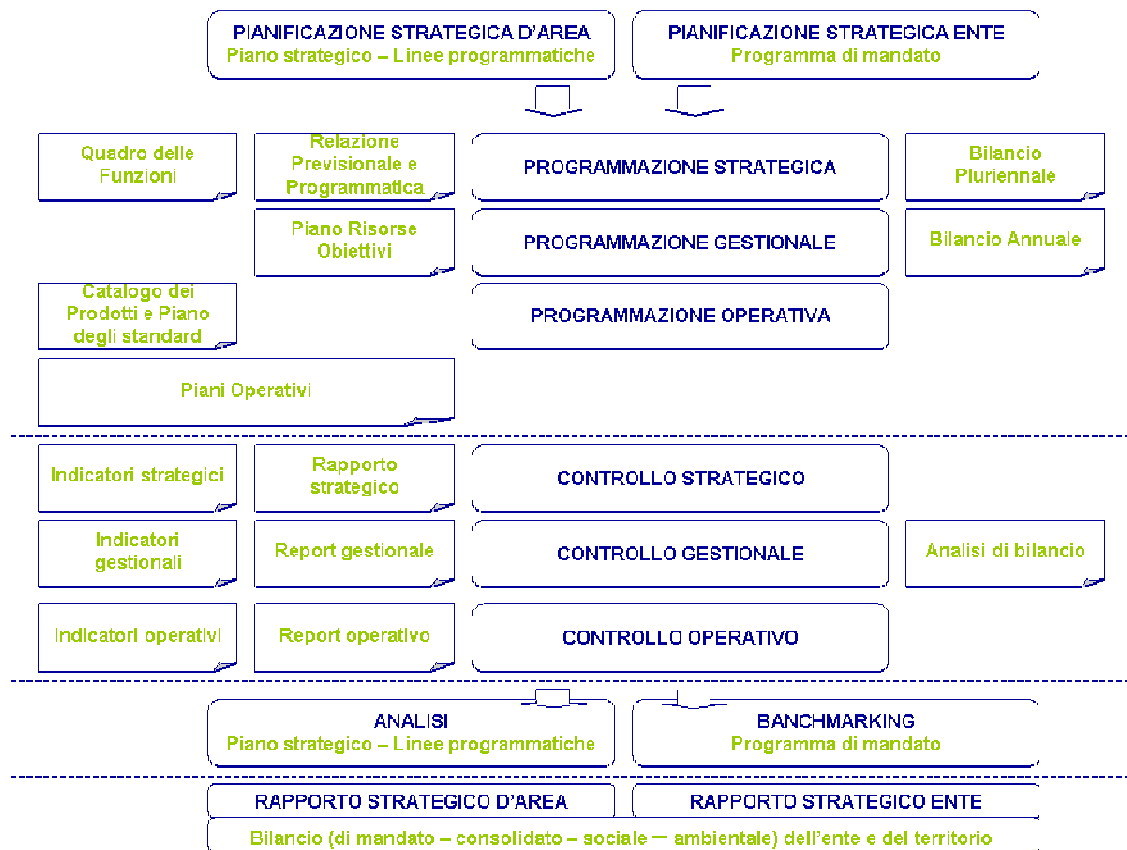 PIANIFICAZIONE STRATEGICA D'AREA
Piano strategico – Linee programmatiche
PIANIFICAZIONE STRATEGICA ENTE
Programma di mandato
Quadro delle
Funzioni
Relazione
Previsionale e
Programmatica
PROGRAMMAZIONE STRATEGICA
Bilancio
Pluriennale
Piano Risorse
Obiettivi
PROGRAMMAZIONE GESTIONALE
Bilancio Annuale
Catalogo dei
Prodotti e Piano
degli standard
PROGRAMMAZIONE OPERATIVA
Piani Operativi
Indicatori strategici
Rapporto
strategico
CONTROLLO STRATEGICO
Indicatori
gestionali
Report gestionale
CONTROLLO GESTIONALE
Analisi di bilancio
Indicatori operativi
Report operativo
CONTROLLO OPERATIVO
ANALISI
Piano strategico – Linee programmatiche
BANCHMARKING
Programma di mandato
RAPPORTO STRATEGICO D'AREA
RAPPORTO STRATEGICO ENTE
Bilancio (di mandato – consolidato – sociale – ambientale) dell'ente e del territorio